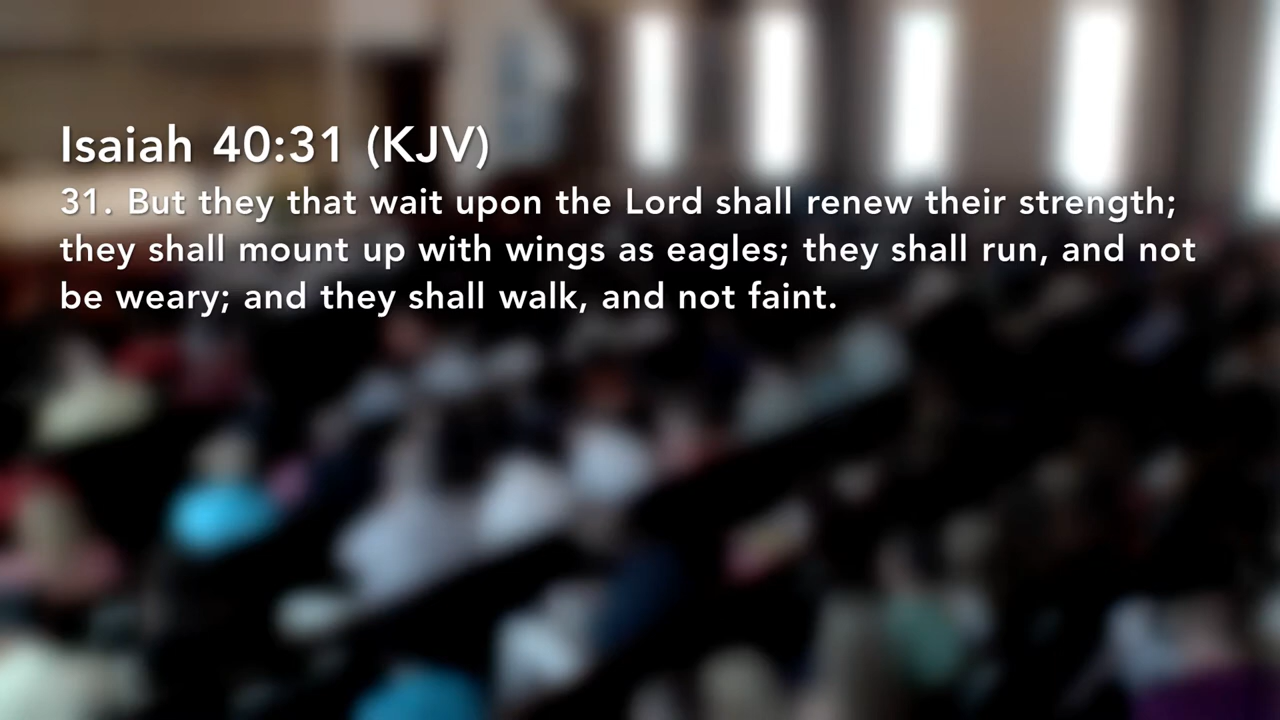 Isaiah 40:31 (KJV)
31. But they that wait upon the Lord shall renew their strength;
they shall mount up with wings as eagles; they shall run, and not
be weary; and they shall walk, and not faint.